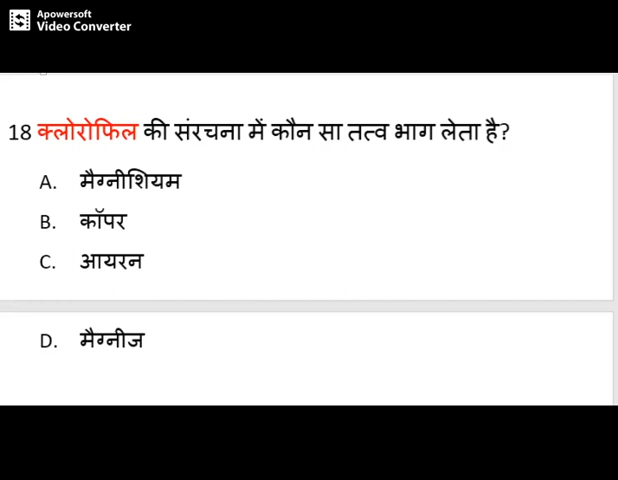 Apowersoft
Video Converter
18 क्लोरोफिल की संरचना में कौन सा तत्व भाग लेता है?
A. मैग्नीशियम
B. कॉपर
C. आयरन
D. मैग्नीज